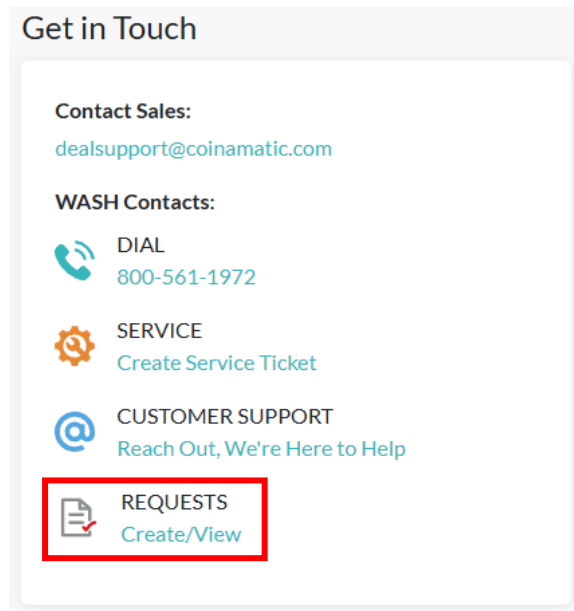 Get in Touch
Contact Sales:
dealsupport@coinamatic.com
WASH Contacts:
DIAL
800-561-1972
SERVICE
Create Service Ticket
CUSTOMER SUPPORT
Reach Out, We're Here to Help
REQUESTS
Create/View